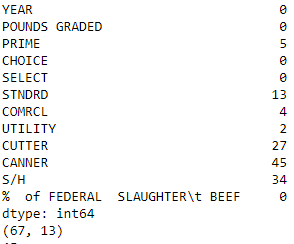 YEAR 0
POUNDS GRADED 0
PRIME 5
CHOICE 0
SELECT 0
STNDRD 13
COMRCL 4
UTILITY 2
CUTTER 27
CANNER 45
S/H 34
%  of FEDERAL  SLAUGHTER\t BEEF 0
dtype: int64
(67, 13)